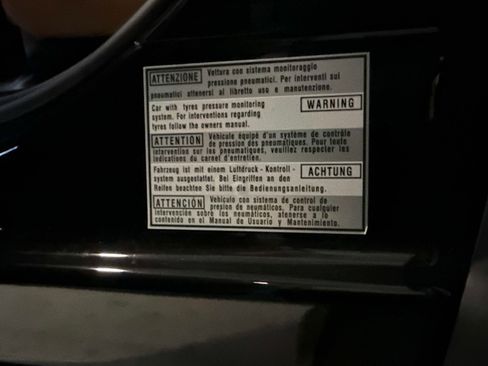 ATTENZIONE Vettura con sistema monitoraggio
pressione pneumatici. Per interventi sui
pneumatici attenersi al libretto uso e manutenzione.
Car with tyres pressure monitoring
system. For interventions regarding
tyres follow the owners manual.
WARNING
ATTENTION Véhicule équipé d'un système de contrôle
de pression des pneumatiques. Pour toute
intervention sur les pneumatiques, veuillez respecter les
indications du carnet d'entretien.
Fahrzeug ist mit einem Luftdruck - Kontroll -
system ausgestattet. Bei Eingriffen an den
Reifen beachten Sie bitte die Bedienungsanleitung.
ACHTUNG
ATENCIÓN Vehículo con sistema de control de
presion de neumáticos. Para cualquier
intervención sobre los neumáticos, atenerse a lo
contenido en el Manual de Usuario y Mantenimiento.